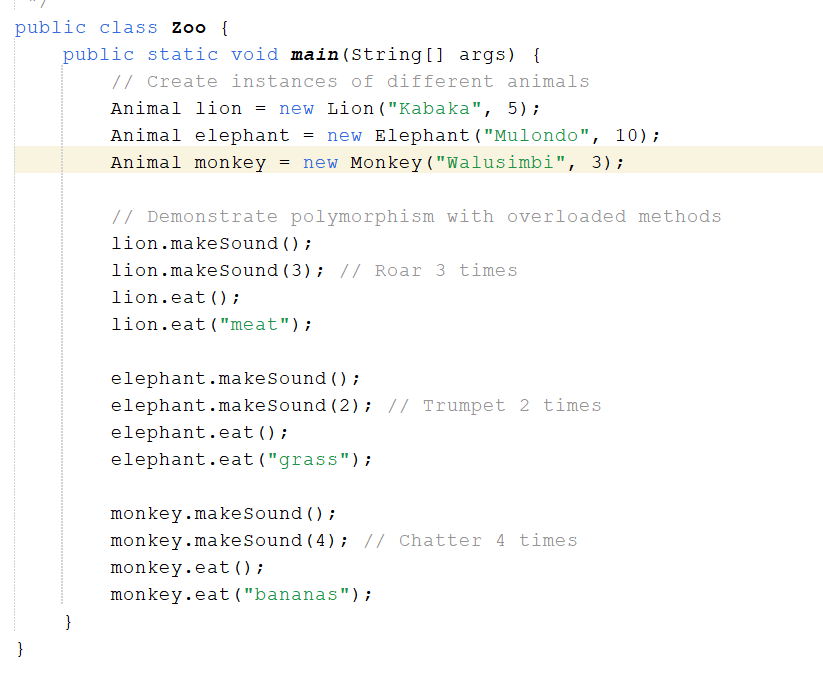 */
public class Zoo {
    public static void main(String[] args) {
        // Create instances of different animals
        Animal lion = new Lion("Kabaka", 5);
        Animal elephant = new Elephant("Mulondo", 10);
        Animal monkey = new Monkey("Walusimbi", 3);

        // Demonstrate polymorphism with overloaded methods
        lion.makeSound();
        lion.makeSound(3); // Roar 3 times
        lion.eat();
        lion.eat("meat");

        elephant.makeSound();
        elephant.makeSound(2); // Trumpet 2 times
        elephant.eat();
        elephant.eat("grass");

        monkey.makeSound();
        monkey.makeSound(4); // Chatter 4 times
        monkey.eat();
        monkey.eat("bananas");
    }
}